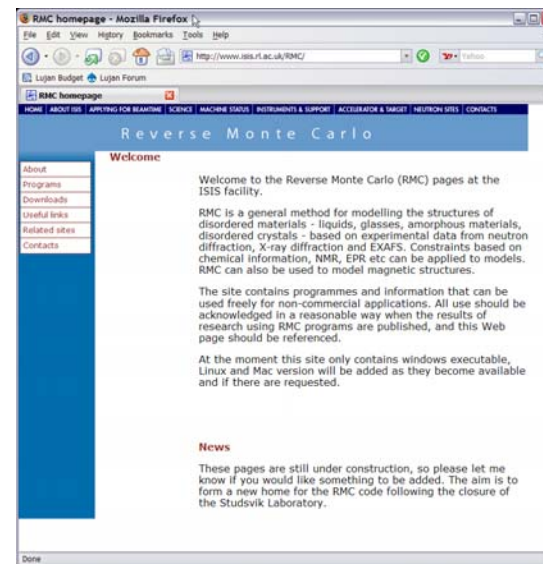 RMC homepage - Mozilla Firefox
File Edit View History Bookmarks Tools Help
http://www.isis.rl.ac.uk/RMC/
Yahoo
Lujan Budget Lujan Forum
RMC homepage
HOME ABOUT ISIS APPLYING FOR BEAMTIME SCIENCE MACHINE STATUS INSTRUMENTS & SUPPORT ACCELERATOR & TARGET NEUTRON SITES CONTACTS
Reverse Monte Carlo
Welcome
About
Programs
Downloads
Useful links
Related sites
Contacts
Welcome to the Reverse Monte Carlo (RMC) pages at the
ISIS facility.
RMC is a general method for modelling the structures of
disordered materials - liquids, glasses, amorphous materials,
disordered crystals - based on experimental data from neutron
diffraction, X-ray diffraction and EXAFS. Constraints based on
chemical information, NMR, EPR etc can be applied to models.
RMC can also be used to model magnetic structures.
The site contains programmes and information that can be
used freely for non-commercial applications. All use should be
acknowledged in a reasonable way when the results of
research using RMC programs are published, and this Web
page should be referenced.
At the moment this site only contains windows executable,
Linux and Mac version will be added as they become available
and if there are requested.
News
These pages are still under construction, so please let me
know if you would like something to be added. The aim is to
form a new home for the RMC code following the closure of
the Studsvik Laboratory.
Done